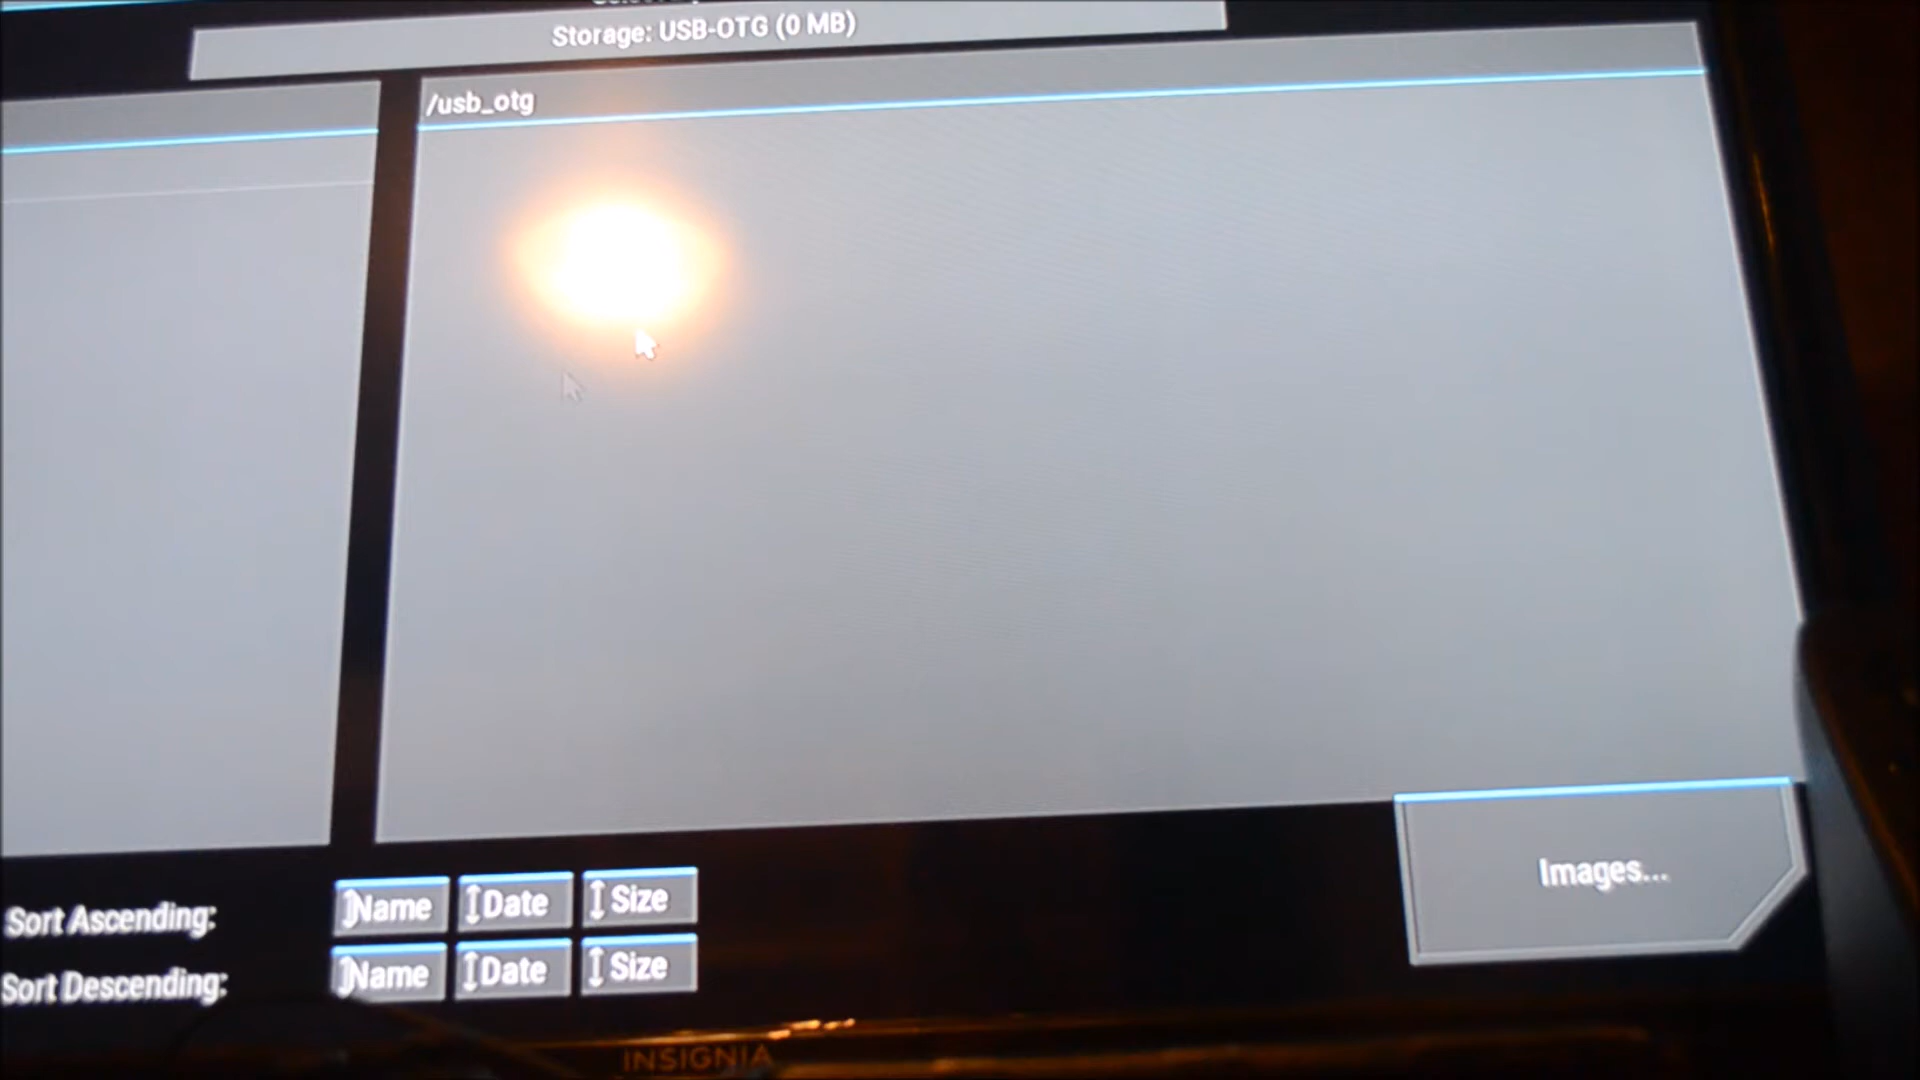 Storage: USB-OTG (0 MB)
/usb_otg
Images...
Sort Ascending:
Name
Date
Size
Sort Descending:
Name
Date
Size
INSIGNIA